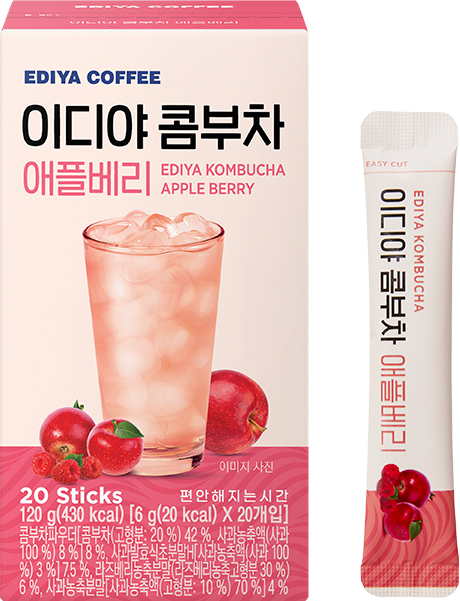 EDIYA COFFEE
이디야 콤부차
애플베리
EDIYA KOMBUCHA
APPLE BERRY
이미지 사진
20 Sticks
편안해지는시간
120 g(430 kcal) [6 g(20 kcal) X 20개입]
콤부차파우더[콤부차(고형분: 20 %) 42 %, 사과농축액(사과
100 %) 8 %]8 %, 사과발효식초분말비[사과농축액(사과
100 %) 3 %]7.5 %, 라즈베리농축분말(라즈베리농축고형분 30 %)
6 %, 사과농축분말[사과농축액(고형분: 10 %) 70 %]4 %
EASY CUT
EDIYA KOMBUCHA
이디야 콤부차 애플베리